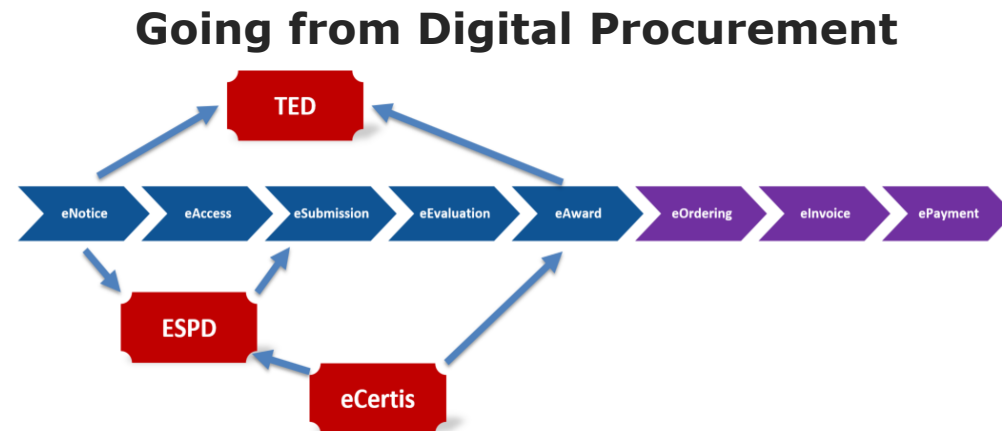 Going from Digital Procurement
TED
eNotice
eAccess
eSubmission
eEvaluation
eAward
eOrdering
eInvoice
ePayment
ESPD
eCertis